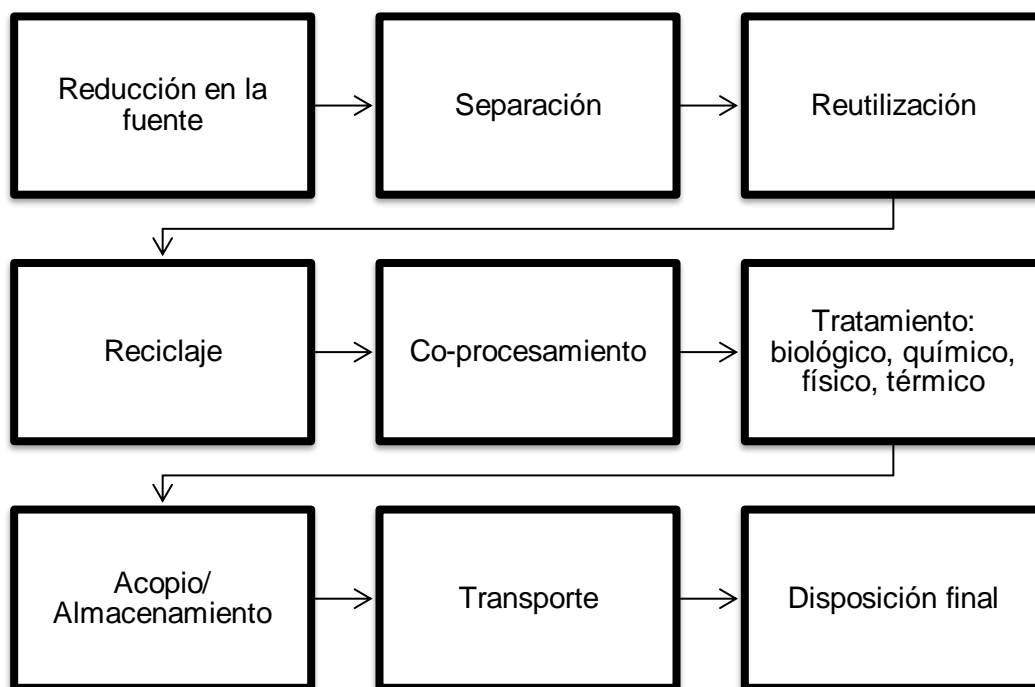 Reducción en la
fuente
Separación
Reutilización
Reciclaje
Co-procesamiento
Tratamiento:
biológico, químico,
físico, térmico
Acopio/
Almacenamiento
Transporte
Disposición final